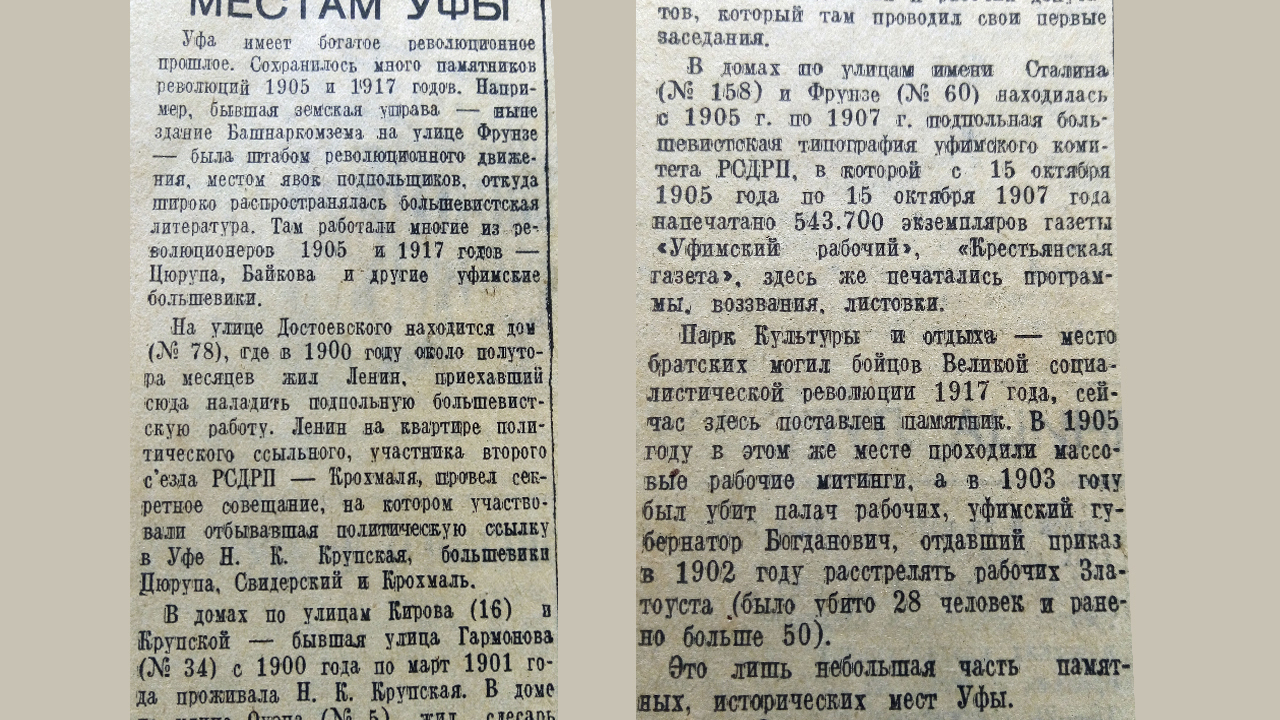 МЕСТАМ УФЫ
Уфа имеет богатое революционное
прошлое. Сохранилось много памятников
революций 1905 и 1917 годов. Напри-
мер, бывшая земская управа — ныне
здание Башнаркомзема на улице Фрунзе
— была штабом революционного движе-
ния, местом явок подпольщиков, откуда
широко распространялась большевистская
литература. Там работали многие из ре-
волюционеров 1905 и 1917 годов —
Цюрупа, Байкова и другие уфимские
большевики.
На улице Достоевского находится дом
(№ 78), где в 1900 году около полуто-
ра месяцев жил Ленин, приехавший
сюда наладить подпольную большевист-
скую работу. Ленин на квартире поли-
тического ссыльного, участника второго
с'езда РСДРП — Крохмаля, провел сек-
ретное совещание, на котором участво-
вали отбывавшая политическую ссылку
в Уфе Н. К. Крупская, большевики
Цюрупа, Свидерский и Крохмаль.
В домах по улицам Кирова (16) и
Крупской — бывшая улица Гармонова
(№ 34) с 1900 года по март 1901 го-
да проживала Н. К. Крупская. В доме
(№ 5) жил слесарь
тов, который там проводил свои первые
заседания.
В домах по улицам имени Сталина
(№ 158) и Фрунзе (№ 60) находилась
с 1905 г. по 1907 г. подпольная боль-
шевистская типография уфимского коми-
тета РСДРП, в которой с 15 октября
1905 года по 15 октября 1907 года
напечатано 543.700 экземпляров газеты
«Уфимский рабочий», «Крестьянская
газета», здесь же печатались програм-
мы, воззвания, листовки.
Парк Культуры и отдыха — место
братских могил бойцов Великой социа-
листической революции 1917 года, сей-
час здесь поставлен памятник. В 1905
году в этом же месте проходили массо-
вые рабочие митинги, а в 1903 году
был убит палач рабочих, уфимский гу-
бернатор Богданович, отдавший приказ
в 1902 году расстрелять рабочих Зла-
тоуста (было убито 28 человек и ране-
но больше 50).
Это лишь небольшая часть памят-
ных, исторических мест Уфы.